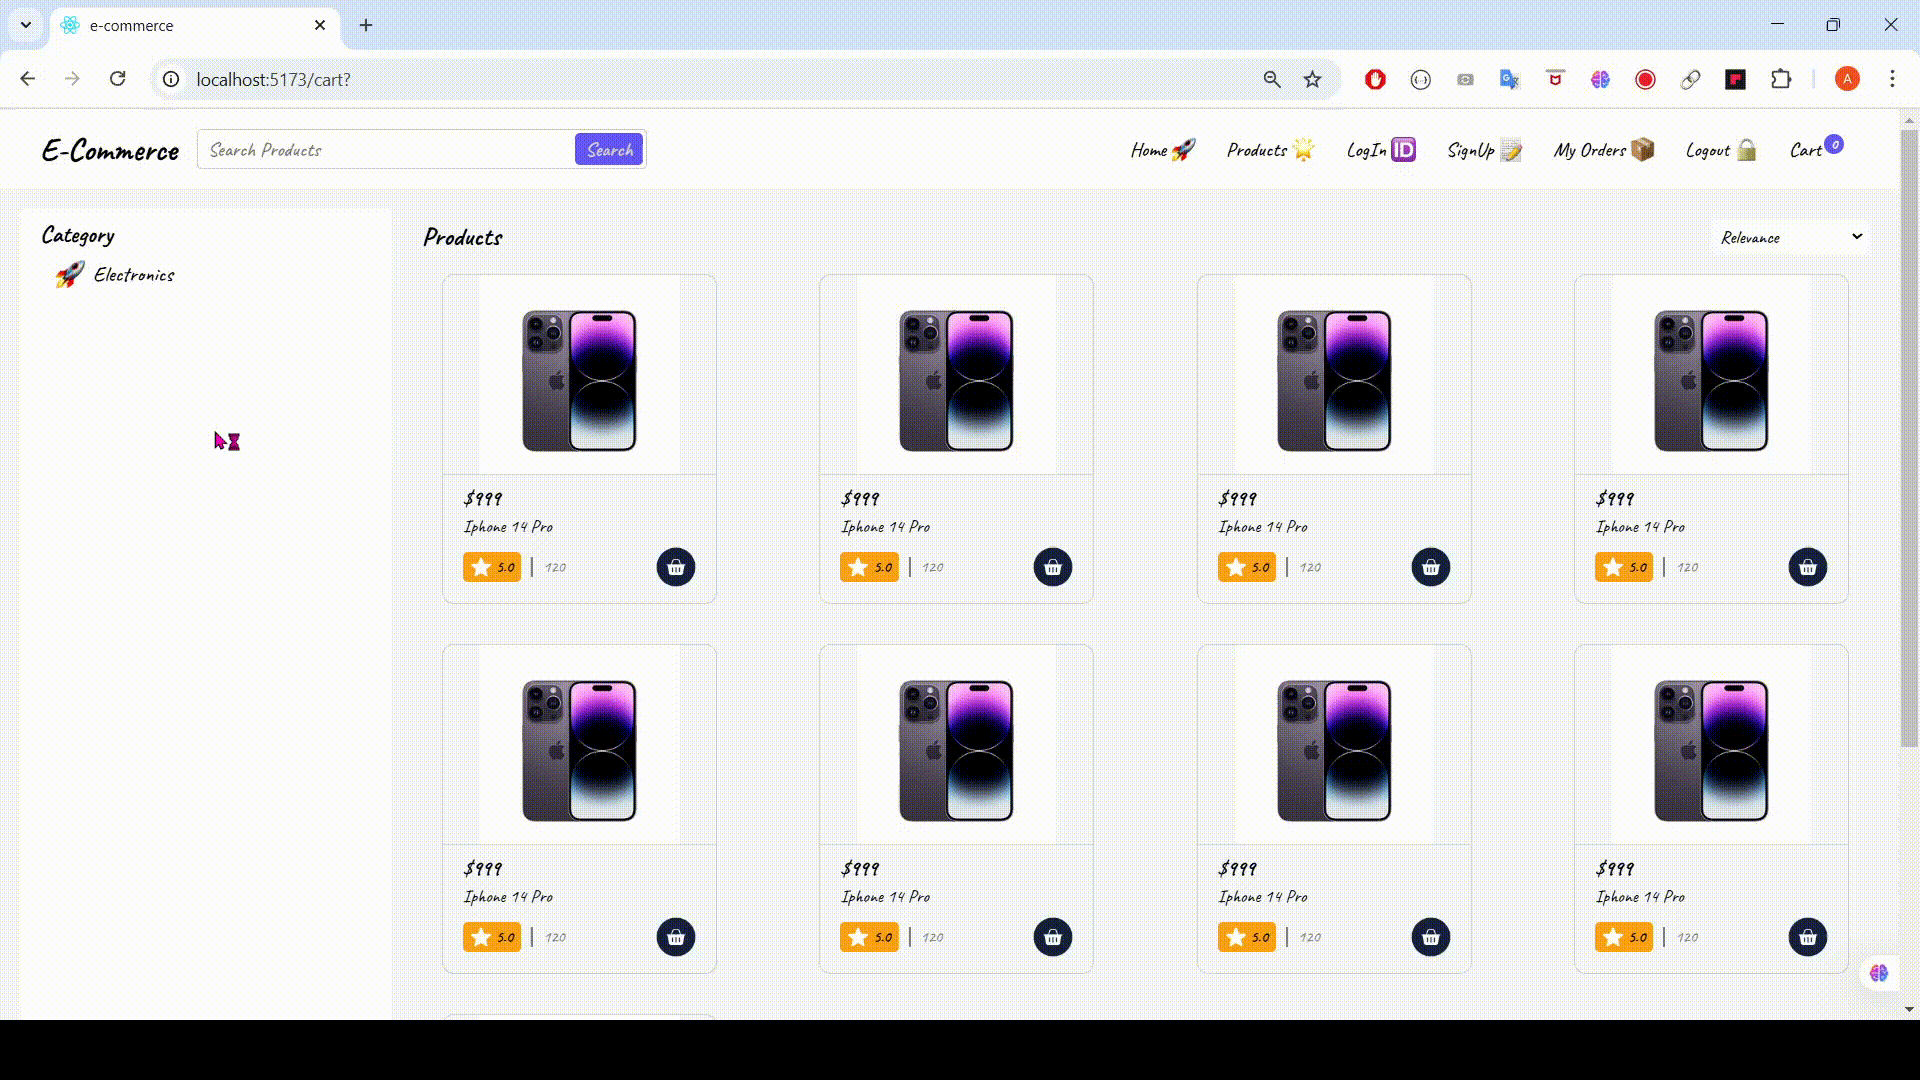 e-commerce
localhost:5173/cart?
A
E-Commerce
Search Products
Search
Home
Products
LogIn ID
SignUp
My Orders
Logout
Cart 0
Category
Electronics
Products
Relevance
$999 $999 $999 $999
Iphone 14 Pro Iphone 14 Pro Iphone 14 Pro Iphone 14 Pro
5.0 | 120 5.0 | 120 5.0 | 120 5.0 | 120
$999 $999 $999 $999
Iphone 14 Pro Iphone 14 Pro Iphone 14 Pro Iphone 14 Pro
5.0 | 120 5.0 | 120 5.0 | 120 5.0 | 120